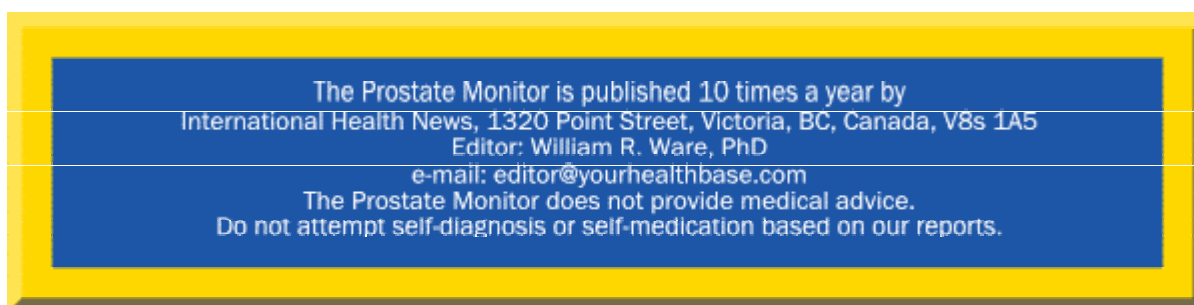 The Prostate Monitor is published 10 times a year by
International Health News, 1320 Point Street, Victoria, BC, Canada, V8s 1A5
Editor: William R. Ware, PhD
e-mail: editor@yourhealthbase.com
The Prostate Monitor does not provide medical advice.
Do not attempt self-diagnosis or self-medication based on our reports.